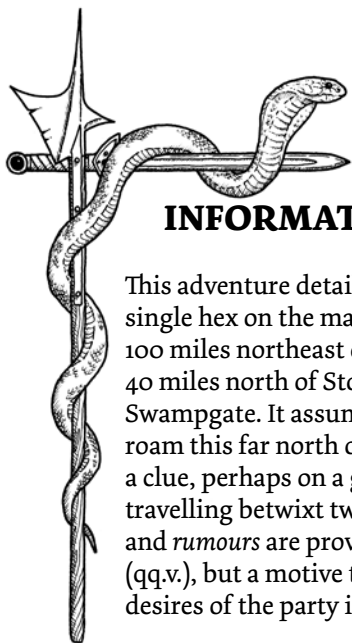 INFORMAT
This adventure detai
single hex on the ma
100 miles northeast
40 miles north of Sto
Swampgate. It assun
roam this far north
a clue, perhaps on a
travelling betwixt tw
and rumours are prov
(qq.v.), but a motive
desires of the party i